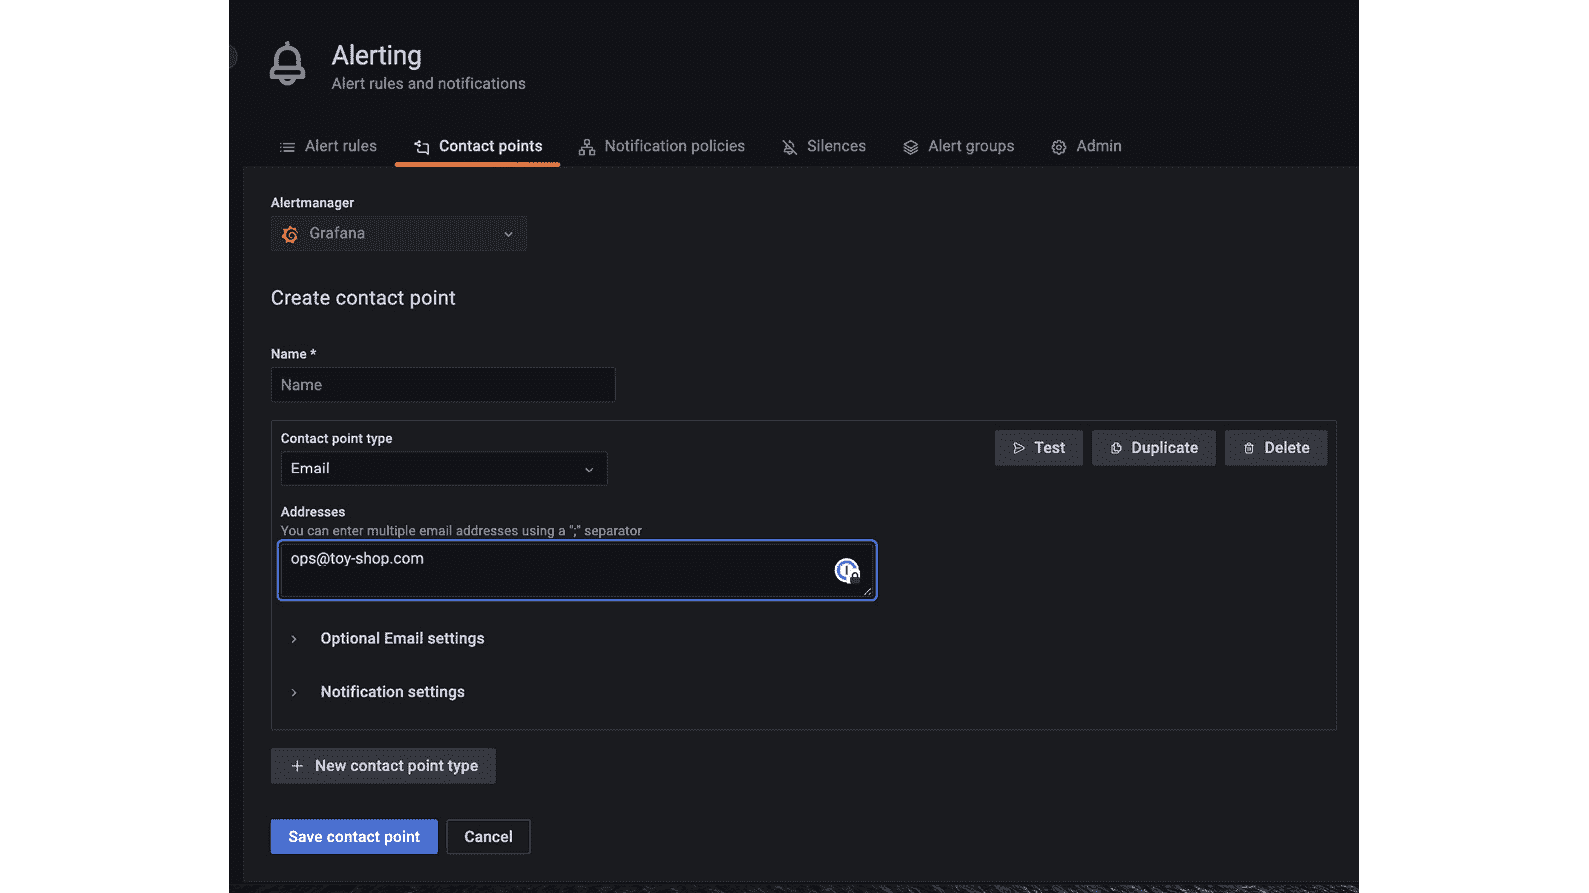 Alerting
Alert rules and notifications
Alert rules
Contact points
Notification policies
Silences
Alert groups
Admin
Alertmanager
Grafana
Create contact point
Name *
Name
Contact point type
Email
Test
Duplicate
Delete
Addresses
You can enter multiple email addresses using a ";" separator
ops@toy-shop.com
Optional Email settings
Notification settings
New contact point type
Save contact point
Cancel